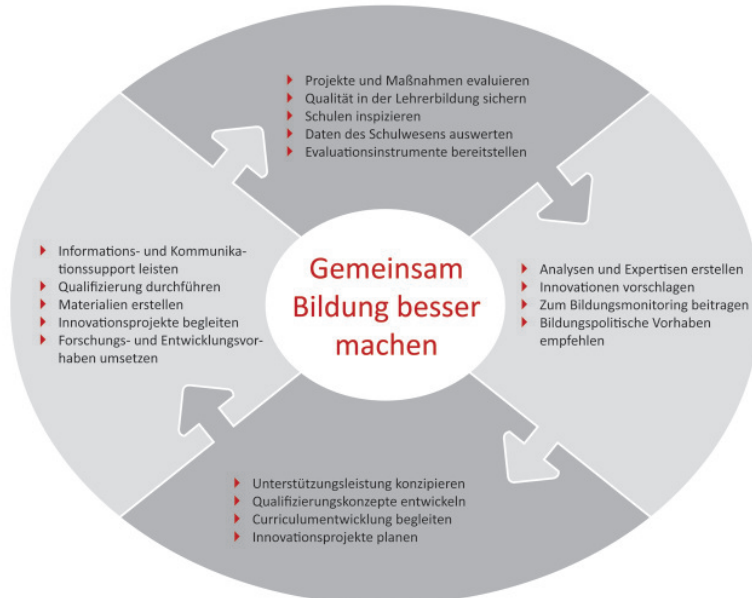 Projekte und Maßnahmen evaluieren
Qualität in der Lehrerbildung sichern
Schulen inspizieren
Daten des Schulwesens auswerten
Evaluationsinstrumente bereitstellen
Informations- und Kommunika-
tionssupport leisten
Qualifizierung durchführen
Materialien erstellen
Innovationsprojekte begleiten
Forschungs- und Entwicklungsvor-
haben umsetzen
Gemeinsam
Bildung besser
machen
Analysen und Expertisen erstellen
Innovationen vorschlagen
Zum Bildungsmonitoring beitragen
Bildungspolitische Vorhaben
empfehlen
Unterstützungsleistung konzipieren
Qualifizierungskonzepte entwickeln
Curriculumentwicklung begleiten
Innovationsprojekte planen